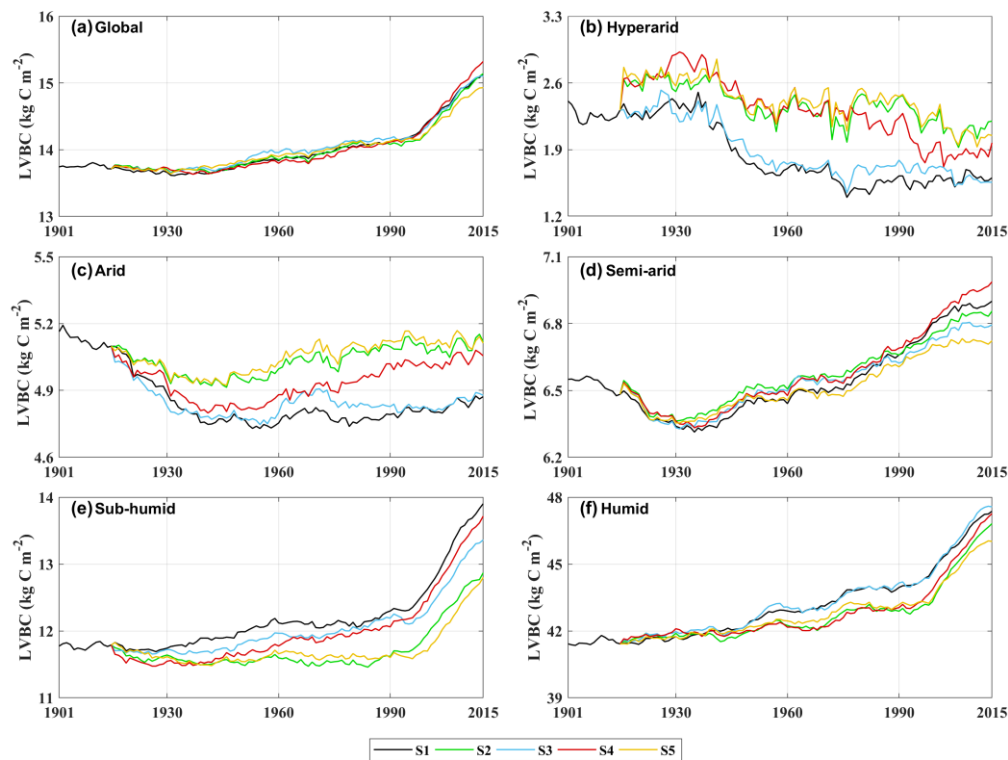 (a) Global
LVBC (kg C m-2)
16
15
14
13
1901 1930 1960 1990 2015
(b) Hyperarid
LVBC (kg C m-2)
3.3
2.6
1.9
1.2
1901 1930 1960 1990 2015
(c) Arid
LVBC (kg C m-2)
5.5
5.2
4.9
4.6
1901 1930 1960 1990 2015
(d) Semi-arid
LVBC (kg C m-2)
7.1
6.8
6.5
6.2
1901 1930 1960 1990 2015
(e) Sub-humid
LVBC (kg C m-2)
14
13
12
11
1901 1930 1960 1990 2015
(f) Humid
LVBC (kg C m-2)
48
45
42
39
1901 1930 1960 1990 2015
S1 S2 S3 S4 S5